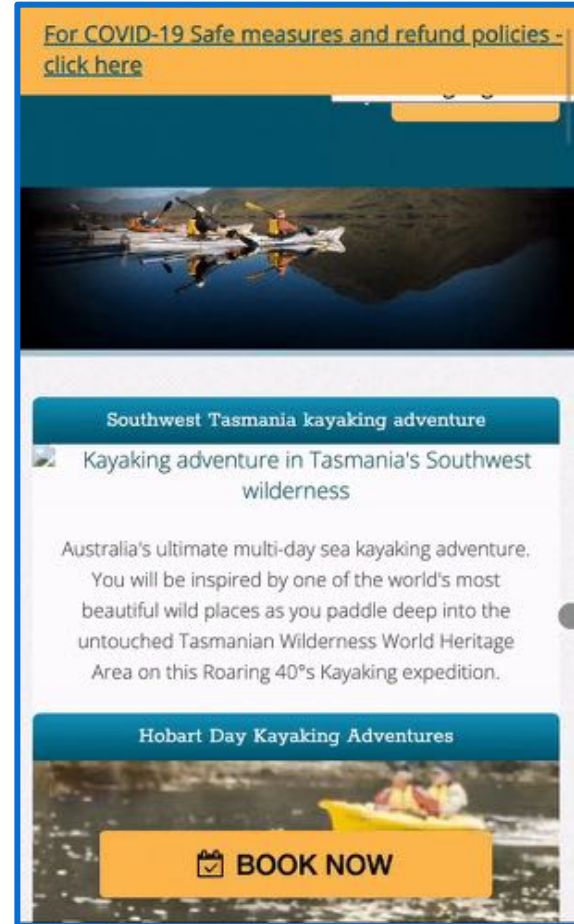 For COVID-19 Safe measures and refund policies -
click here
Southwest Tasmania kayaking adventure
Kayaking adventure in Tasmania's Southwest
wilderness
Australia's ultimate multi-day sea kayaking adventure.
You will be inspired by one of the world's most
beautiful wild places as you paddle deep into the
untouched Tasmanian Wilderness World Heritage
Area on this Roaring 40°s Kayaking expedition.
Hobart Day Kayaking Adventures
BOOK NOW